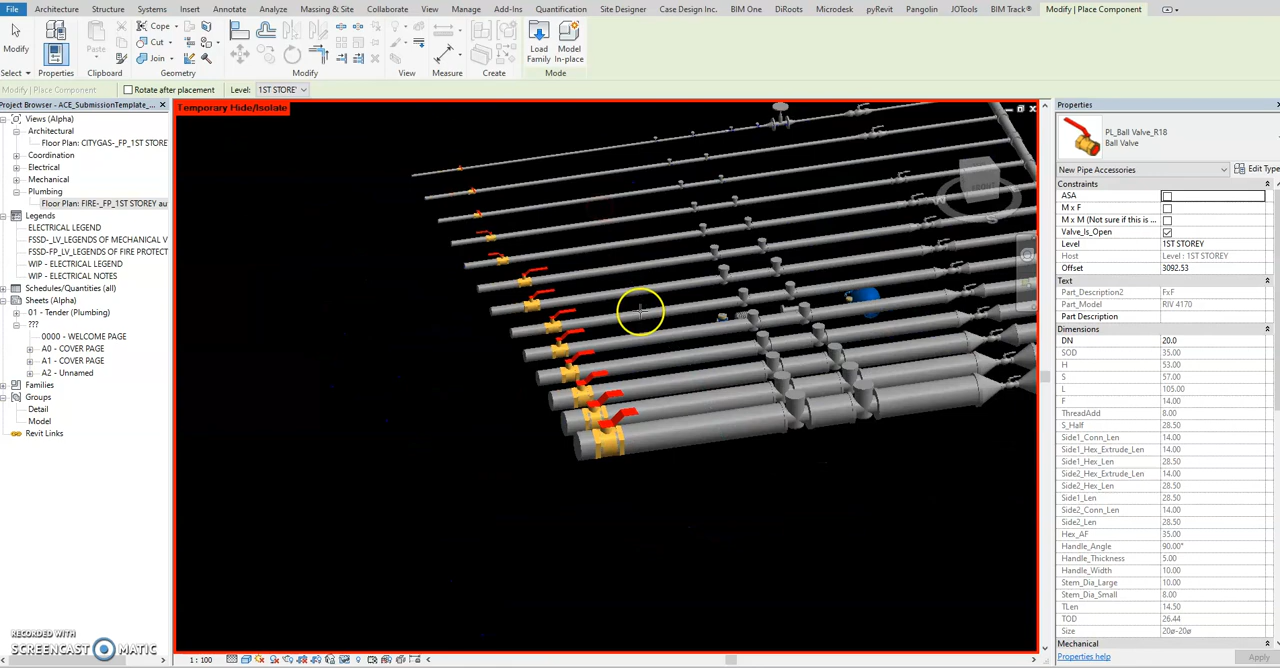 File Architecture Structure Systems Insert Annotate Analyze Massing & Site Collaborate View Manage Add-Ins Quantification Site Designer Case Design Inc. BIM One DiRoots Microdesk pyRevit Pangolin JOTools BIM Track® Modify | Place Component
Modify Properties Paste Cope Cut Join Load Family Model In-place
Select Properties Clipboard Geometry Modify View Measure Create Mode
Modify | Place Component Rotate after placement Level: 1ST STORE'
Project Browser - ACE_SubmissionTemplate_...
Views (Alpha)
Architectural
Floor Plan: CITYGAS-_FP_1ST STORE
Coordination
Electrical
Mechanical
Plumbing
Floor Plan: FIRE-_FP_1ST STOREY au
Legends
ELECTRICAL LEGEND
FSSD-_LV_LEGENDS OF MECHANICAL V
FSSD-FP_LV_LEGENDS OF FIRE PROTECT
WIP - ELECTRICAL LEGEND
WIP - ELECTRICAL NOTES
Schedules/Quantities (all)
Sheets (Alpha)
01 - Tender (Plumbing)
???
0000 - WELCOME PAGE
A0 - COVER PAGE
A1 - COVER PAGE
A2 - Unnamed
Families
Groups
Detail
Model
Revit Links
RECORDED WITH
SCREENCAST MATIC
Temporary Hide/Isolate
W
S
1 : 100
Properties
PL_Ball Valve_R18
Ball Valve
New Pipe Accessories Edit Type
Constraints
ASA
M x F
M x M (Not sure if this is ...
Valve_Is_Open
Level 1ST STOREY
Host Level : 1ST STOREY
Offset 3092.53
Text
Part_Description2 FxF
Part_Model RIV 4170
Part Description
Dimensions
DN 20.0
SOD 35.00
H 53.00
S 57.00
L 105.00
F 14.00
ThreadAdd 8.00
S_Half 28.50
Side1_Conn_Len 14.00
Side1_Hex_Extrude_Len 14.00
Side1_Hex_Len 28.50
Side2_Hex_Extrude_Len 14.00
Side2_Hex_Len 28.50
Side1_Len 28.50
Side2_Conn_Len 14.00
Side2_Len 28.50
Hex_AF 35.00
Handle_Angle 90.00°
Handle_Thickness 5.00
Handle_Width 10.00
Stem_Dia_Large 10.00
Stem_Dia_Small 8.00
TLen 14.50
TOD 26.44
Size 20ø-20ø
Mechanical
Properties help Apply